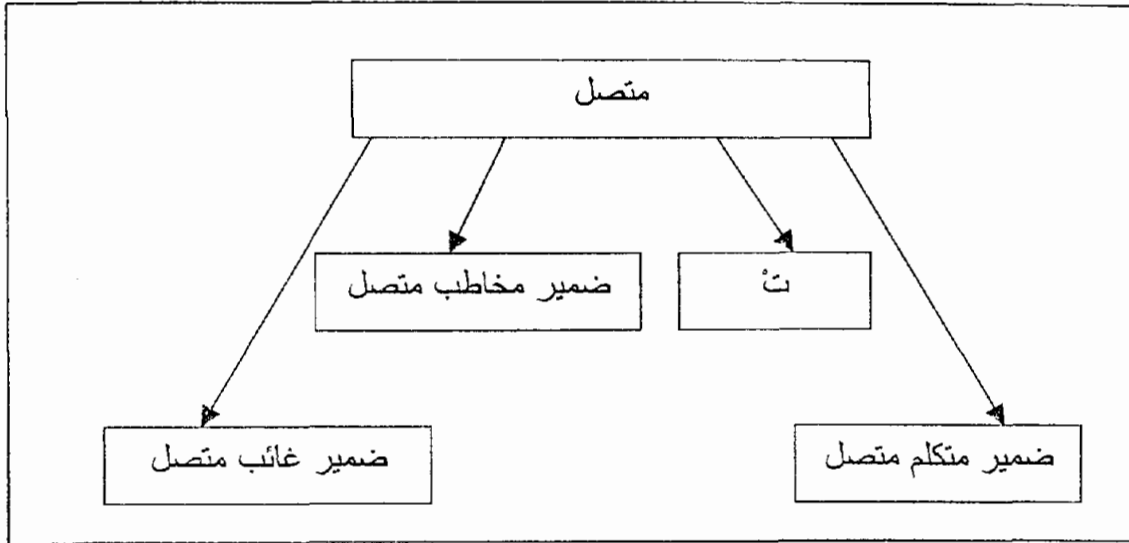 متصل
ت°
ضمير مخاطب متصل
ضمير متكلم متصل
ضمير غائب متصل